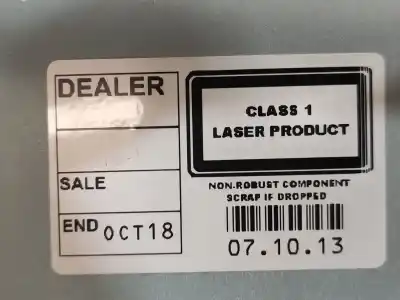 DEALER
SALE
END OCT18
CLASS 1
LASER PRODUCT
NON-ROBUST COMPONENT
SCRAP IF DROPPED
07.10.13